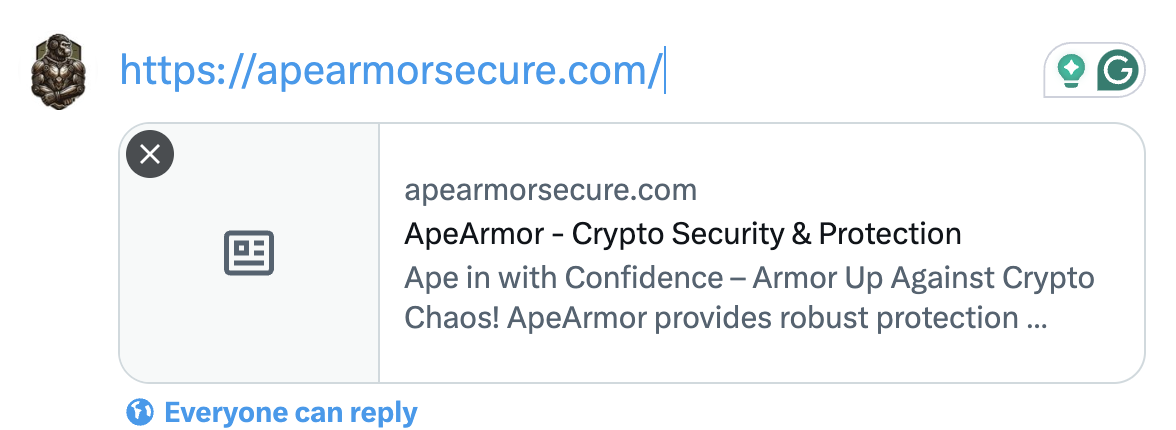 https://apearmorsecure.com/
apearmorsecure.com
ApeArmor - Crypto Security & Protection
Ape in with Confidence – Armor Up Against Crypto
Chaos! ApeArmor provides robust protection ...
Everyone can reply